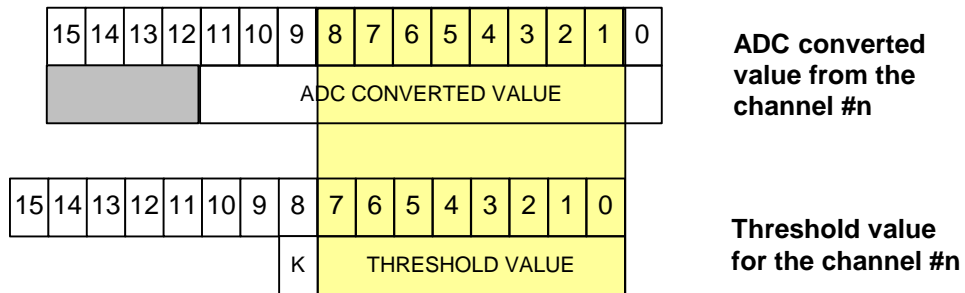 15 14 13 12 11 10 9 8 7 6 5 4 3 2 1 0
ADC CONVERTED VALUE
ADC converted
value from the
channel #n
15 14 13 12 11 10 9 8 7 6 5 4 3 2 1 0
K THRESHOLD VALUE
Threshold value
for the channel #n